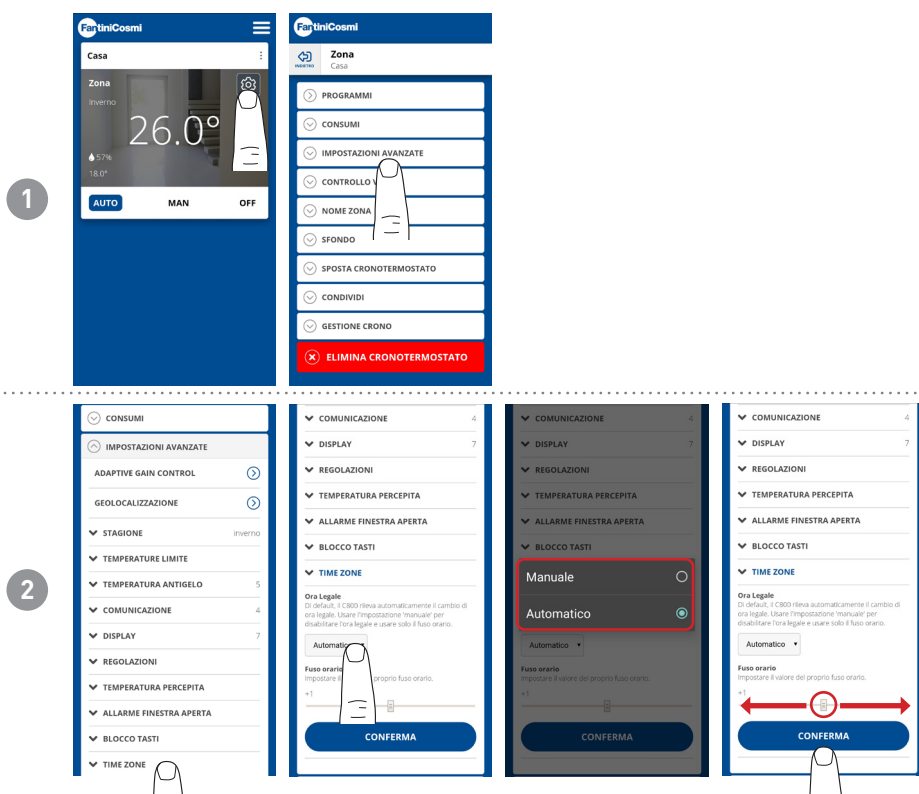 1
FantiniCosmi
Casa
Zona
Inverno
26.0°
57%
18.0°
AUTO MAN OFF
FantiniCosmi
INDIETRO
Zona
Casa
PROGRAMMI
CONSUMI
IMPOSTAZIONI AVANZATE
CONTROLLO
NOME ZONA
SFONDO
SPOSTA CRONOTERMOSTATO
CONDIVIDI
GESTIONE CRONO
ELIMINA CRONOTERMOSTATO
2
CONSUMI
IMPOSTAZIONI AVANZATE
ADAPTIVE GAIN CONTROL
GEOLOCALIZZAZIONE
STAGIONE inverno
TEMPERATURE LIMITE
TEMPERATURA ANTIGELO 5
COMUNICAZIONE 4
DISPLAY 7
REGOLAZIONI
TEMPERATURA PERCEPITA
ALLARME FINESTRA APERTA
BLOCCO TASTI
TIME ZONE
COMUNICAZIONE 4
DISPLAY 7
REGOLAZIONI
TEMPERATURA PERCEPITA
ALLARME FINESTRA APERTA
BLOCCO TASTI
TIME ZONE
Ora Legale
Di default, il C800 rileva automaticamente il cambio di
ora legale. Usare l'impostazione 'manuale' per
disabilitare l'ora legale e usare solo il fuso orario.
Automatico
Fuso orario
Impostare il proprio fuso orario.
+1
CONFERMA
COMUNICAZIONE 4
DISPLAY 7
REGOLAZIONI
TEMPERATURA PERCEPITA
ALLARME FINESTRA APERTA
BLOCCO TASTI
Manuale
Automatico
Automatico
Fuso orario
Impostare il valore del proprio fuso orario.
+1
CONFERMA
COMUNICAZIONE 4
DISPLAY 7
REGOLAZIONI
TEMPERATURA PERCEPITA
ALLARME FINESTRA APERTA
BLOCCO TASTI
TIME ZONE
Ora Legale
Di default, il C800 rileva automaticamente il cambio di
ora legale. Usare l'impostazione 'manuale' per
disabilitare l'ora legale e usare solo il fuso orario.
Automatico
Fuso orario
Impostare il valore del proprio fuso orario.
+1
CONFERMA